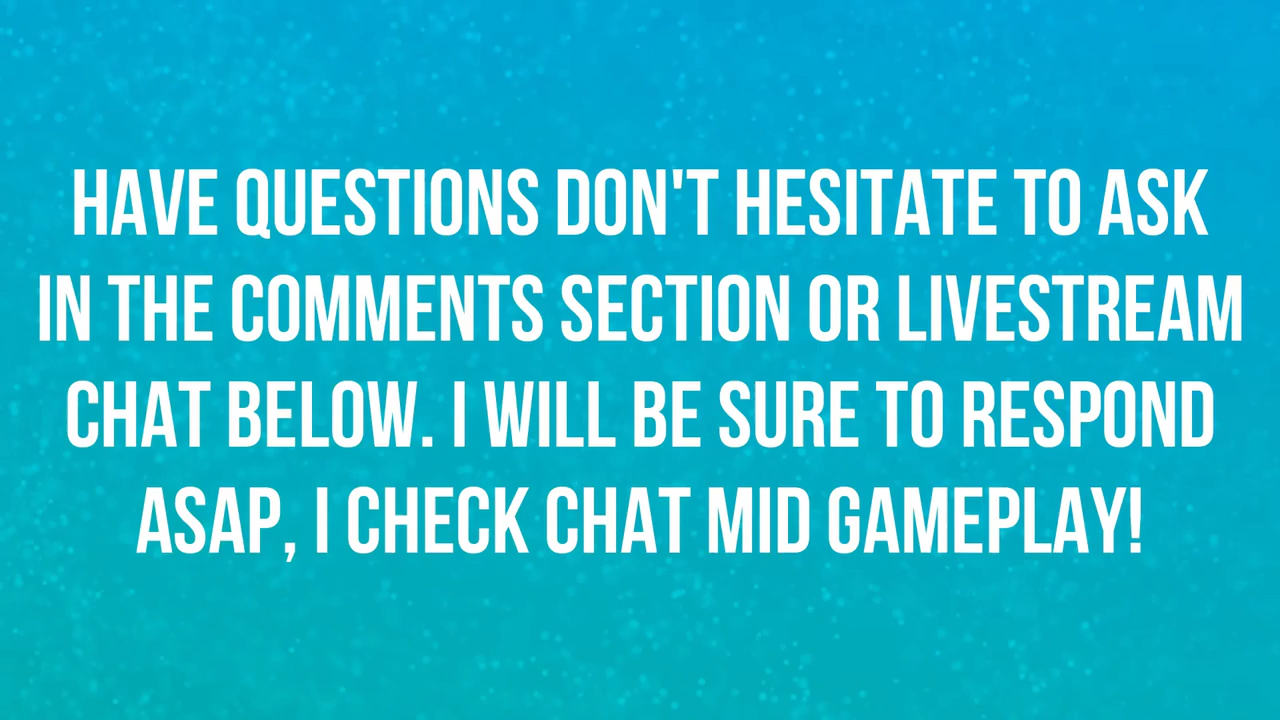 HAVE QUESTIONS DON'T HESITATE TO ASK
IN THE COMMENTS SECTION OR LIVESTREAM
CHAT BELOW. I WILL BE SURE TO RESPOND
ASAP, I CHECK CHAT MID GAMEPLAY!